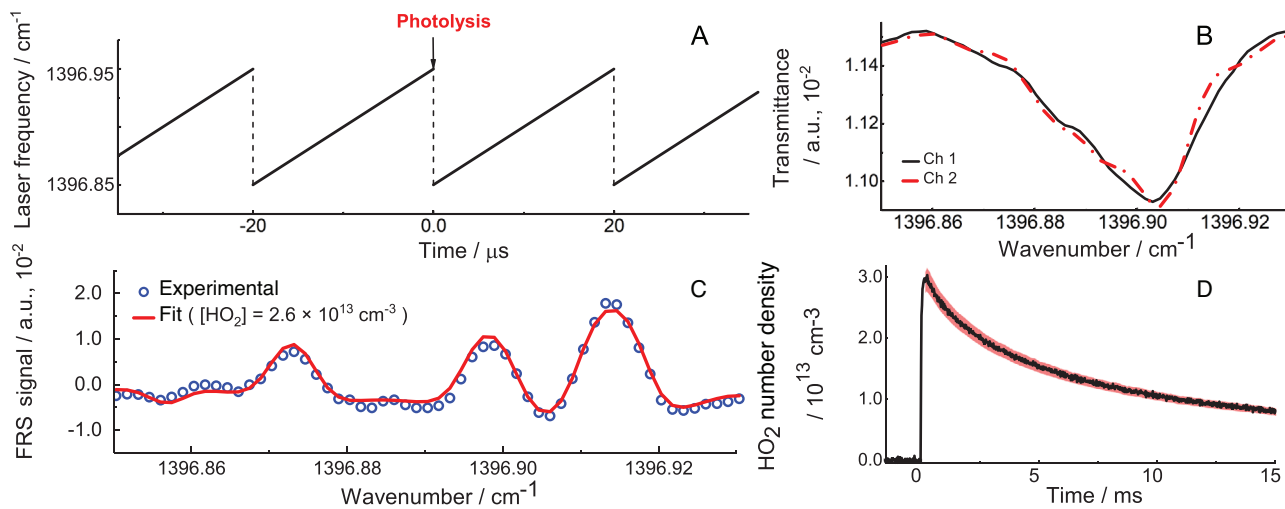 Photolysis
A
Laser frequency / cm⁻¹
1396.95
1396.85
-20
0.0
20
Time / μs
B
Transmittance
/ a.u., 10⁻²
1.14
1.12
1.10
Ch 1
Ch 2
1396.86
1396.88
1396.90
1396.92
Wavenumber / cm⁻¹
C
FRS signal / a.u., 10⁻²
2.0
1.0
0.0
-1.0
Experimental
Fit ( [HO₂] = 2.6 × 10¹³ cm⁻³ )
1396.86
1396.88
1396.90
1396.92
Wavenumber / cm⁻¹
D
HO₂ number density
/ 10¹³ cm-3
3.0
2.0
1.0
0.0
0
5
10
15
Time / ms